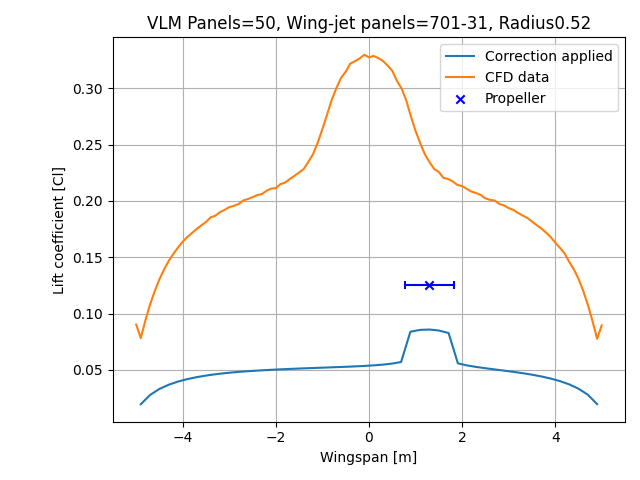 VLM Panels=50, Wing-jet panels=701-31, Radius0.52
Correction applied
CFD data
Propeller
0.30
0.25
0.20
0.15
0.10
0.05
Lift coefficient [Cl]
−4
−2
0
2
4
Wingspan [m]